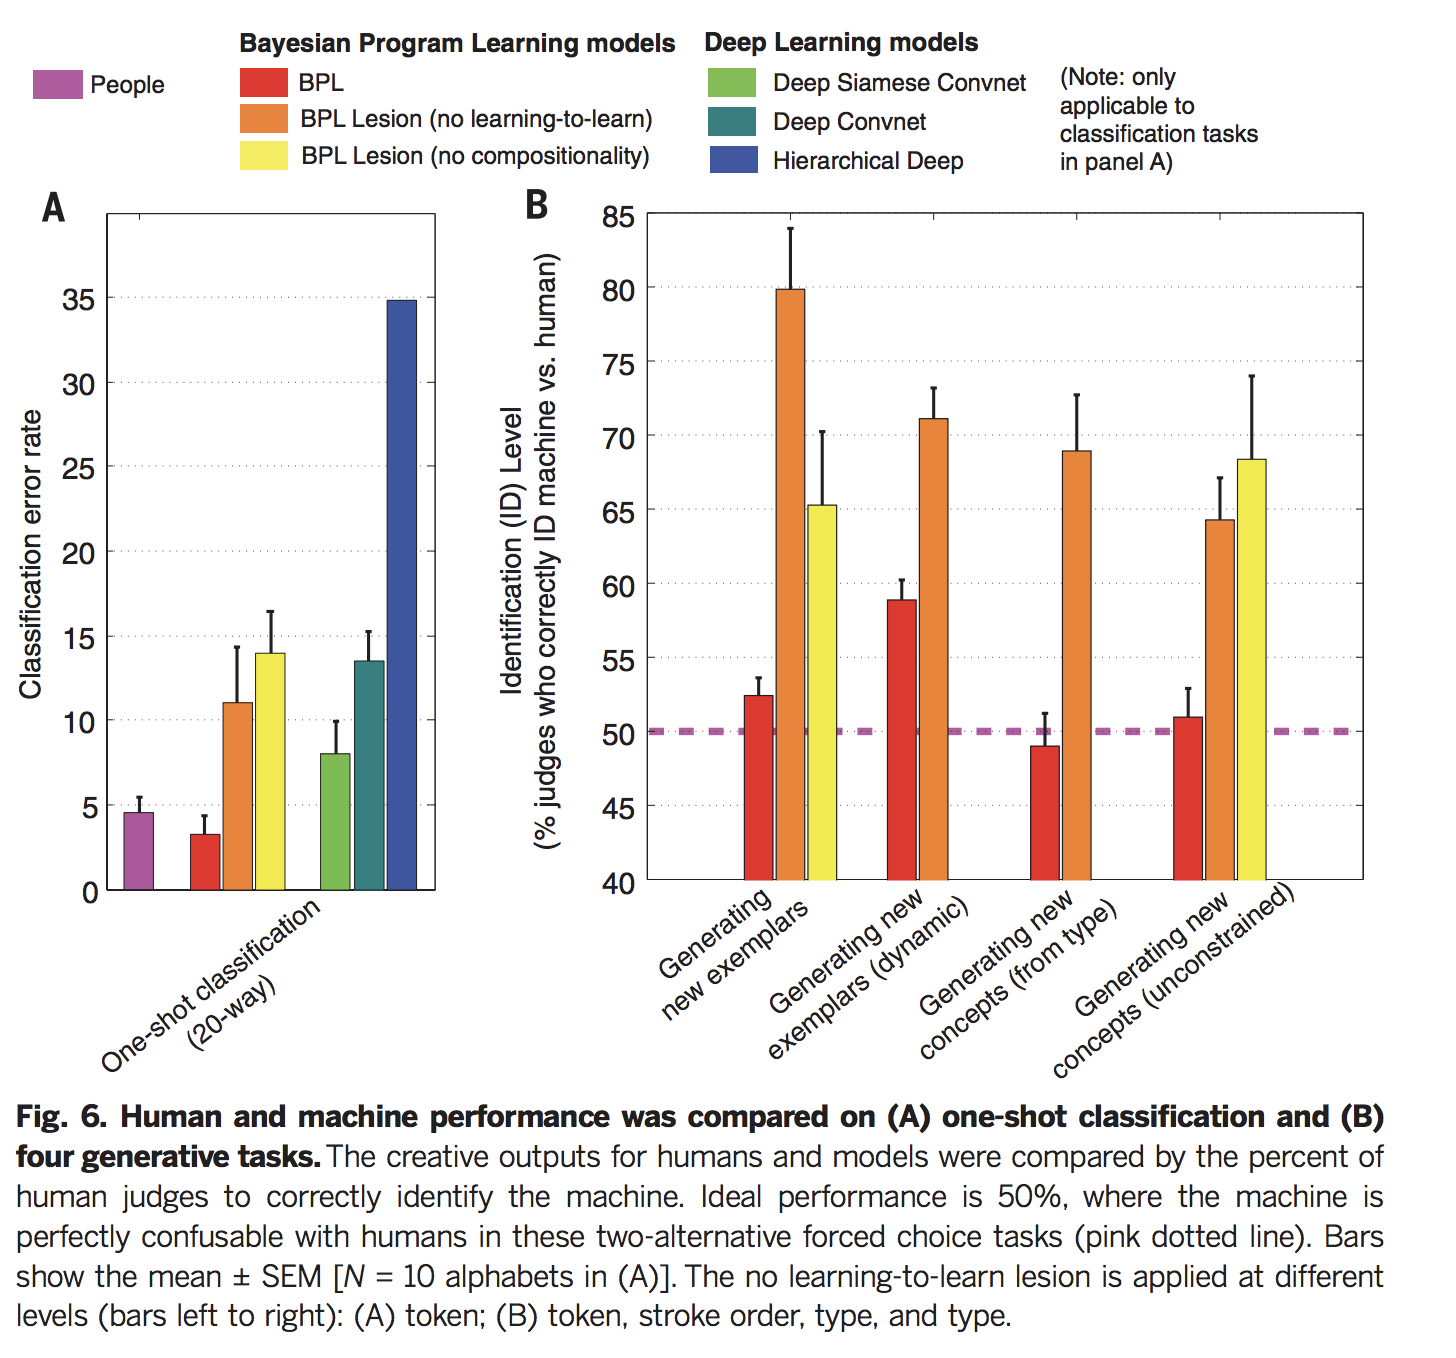 Bayesian Program Learning models
Deep Learning models
People
BPL
BPL Lesion (no learning-to-learn)
BPL Lesion (no compositionality)
Deep Siamese Convnet
Deep Convnet
Hierarchical Deep
(Note: only
applicable to
classification tasks
in panel A)
A
Classification error rate
35
30
25
20
15
10
5
0
One-shot classification
(20-way)
B
Identification (ID) Level
(% judges who correctly ID machine vs. human)
85
80
75
70
65
60
55
50
45
40
Generating
new exemplars
Generating new
exemplars (dynamic)
Generating new
concepts (from type)
Generating new
concepts (unconstrained)
Fig. 6. Human and machine performance was compared on (A) one-shot classification and (B)
four generative tasks. The creative outputs for humans and models were compared by the percent of
human judges to correctly identify the machine. Ideal performance is 50%, where the machine is
perfectly confusable with humans in these two-alternative forced choice tasks (pink dotted line). Bars
show the mean ± SEM [N = 10 alphabets in (A)]. The no learning-to-learn lesion is applied at different
levels (bars left to right): (A) token; (B) token, stroke order, type, and type.